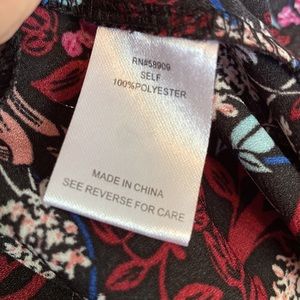 RN#58909
SELF
100%POLYESTER
MADE IN CHINA
SEE REVERSE FOR CARE